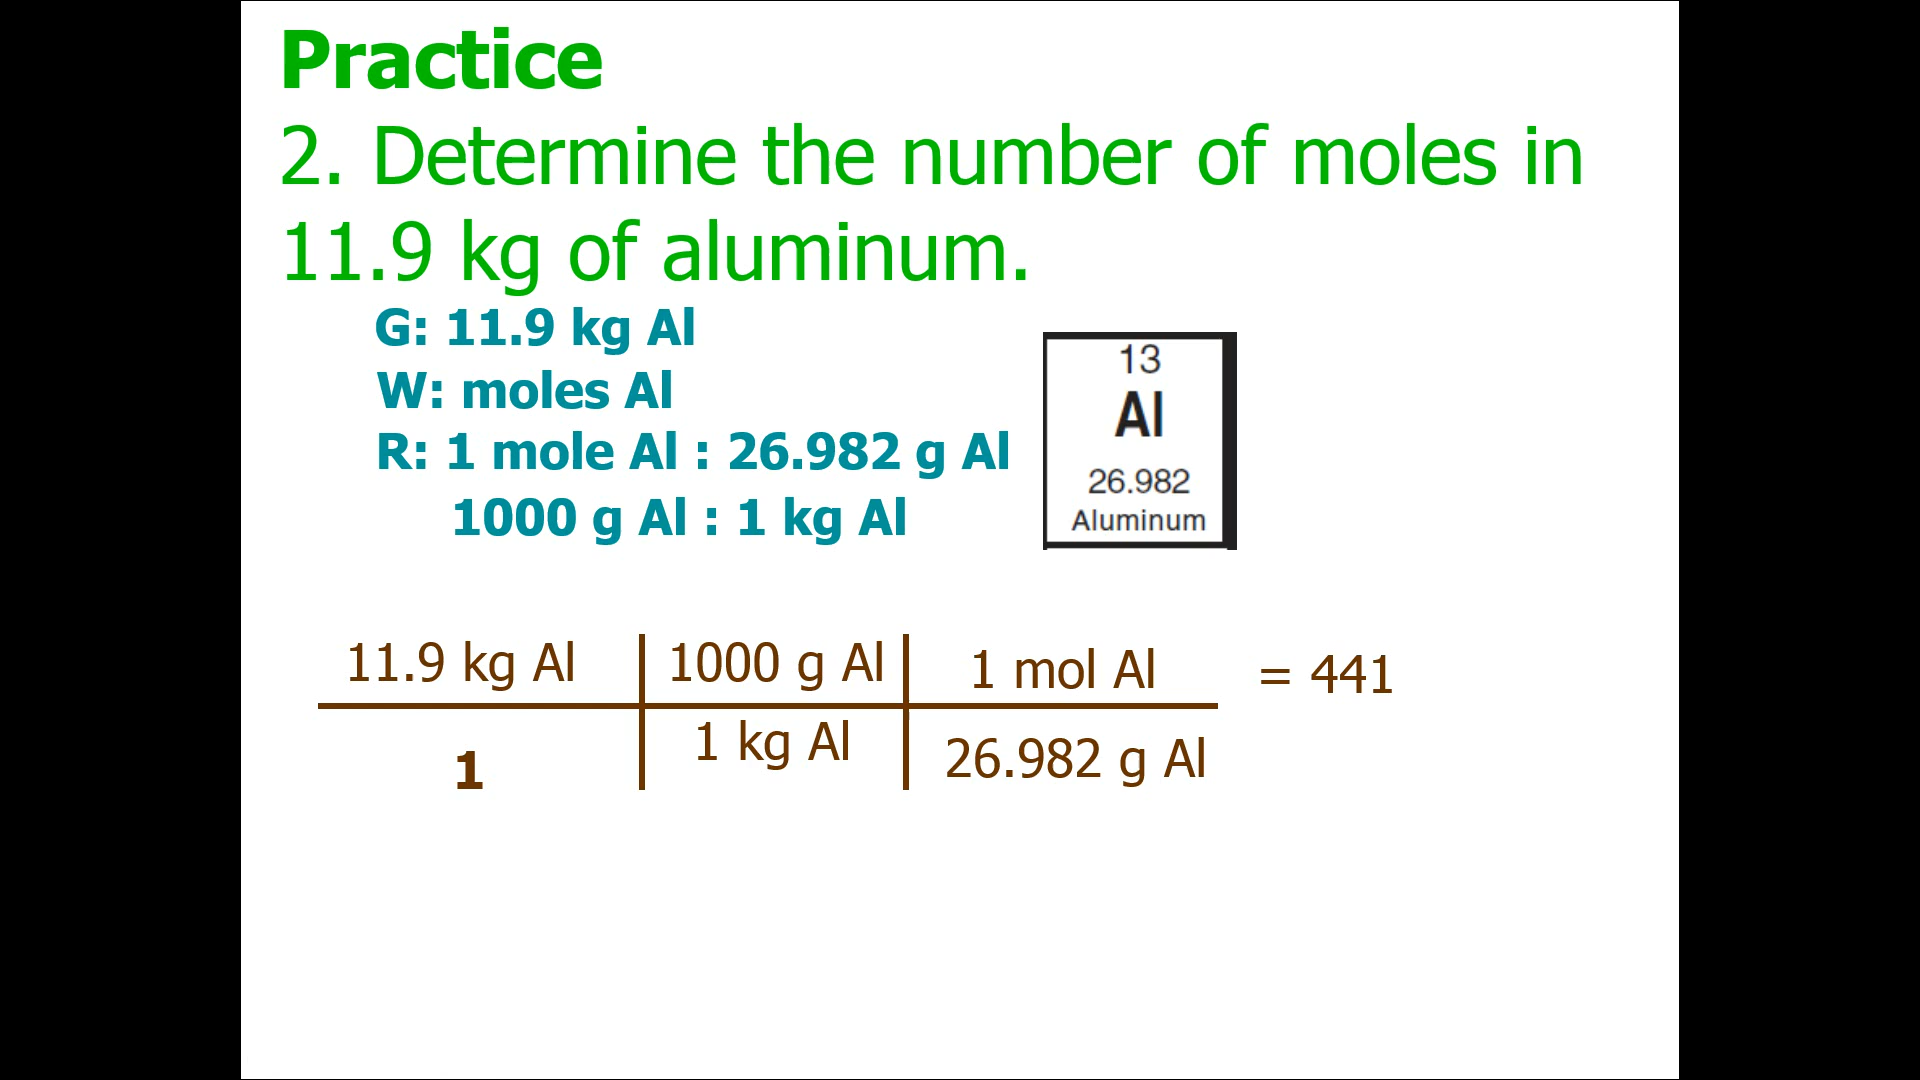 Practice
2. Determine the number of moles in
11.9 kg of aluminum.
G: 11.9 kg Al
W: moles Al
R: 1 mole Al : 26.982 g Al
1000 g Al : 1 kg Al
13
Al
26.982
Aluminum
11.9 kg Al 1000 g Al 1 mol Al = 441
1 1 kg Al 26.982 g Al